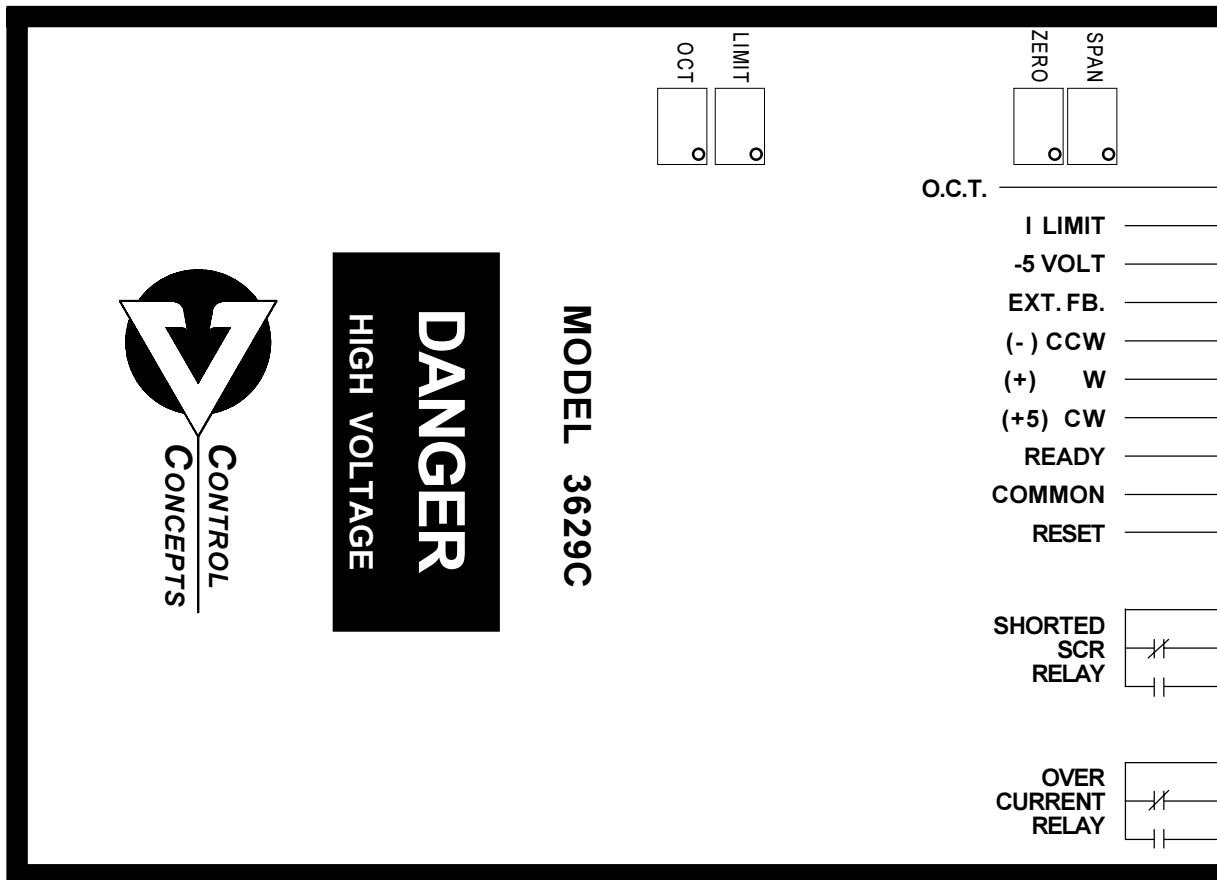 OCT
LIMIT
ZERO
SPAN
O.C.T.
I LIMIT
-5 VOLT
EXT. FB.
(-) CCW
(+) W
(+5) CW
READY
COMMON
RESET
SHORTED
SCR
RELAY
OVER
CURRENT
RELAY
MODEL 3629C
DANGER
HIGH VOLTAGE
CONTROL
CONCEPTS